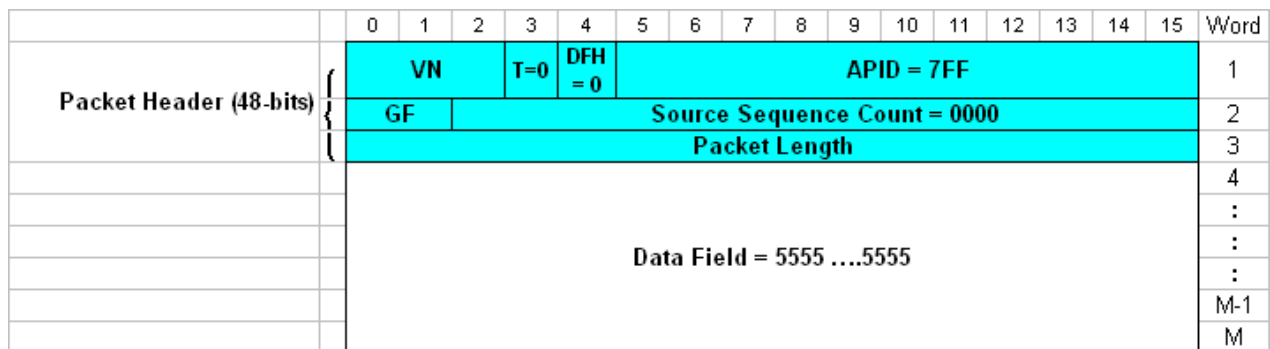 0 1 2 3 4 5 6 7 8 9 10 11 12 13 14 15 Word
Packet Header (48-bits) VN T=0 DFH = 0 APID = 7FF 1
GF Source Sequence Count = 0000 2
Packet Length 3
4
:
:
Data Field = 5555 ....5555
:
M-1
M